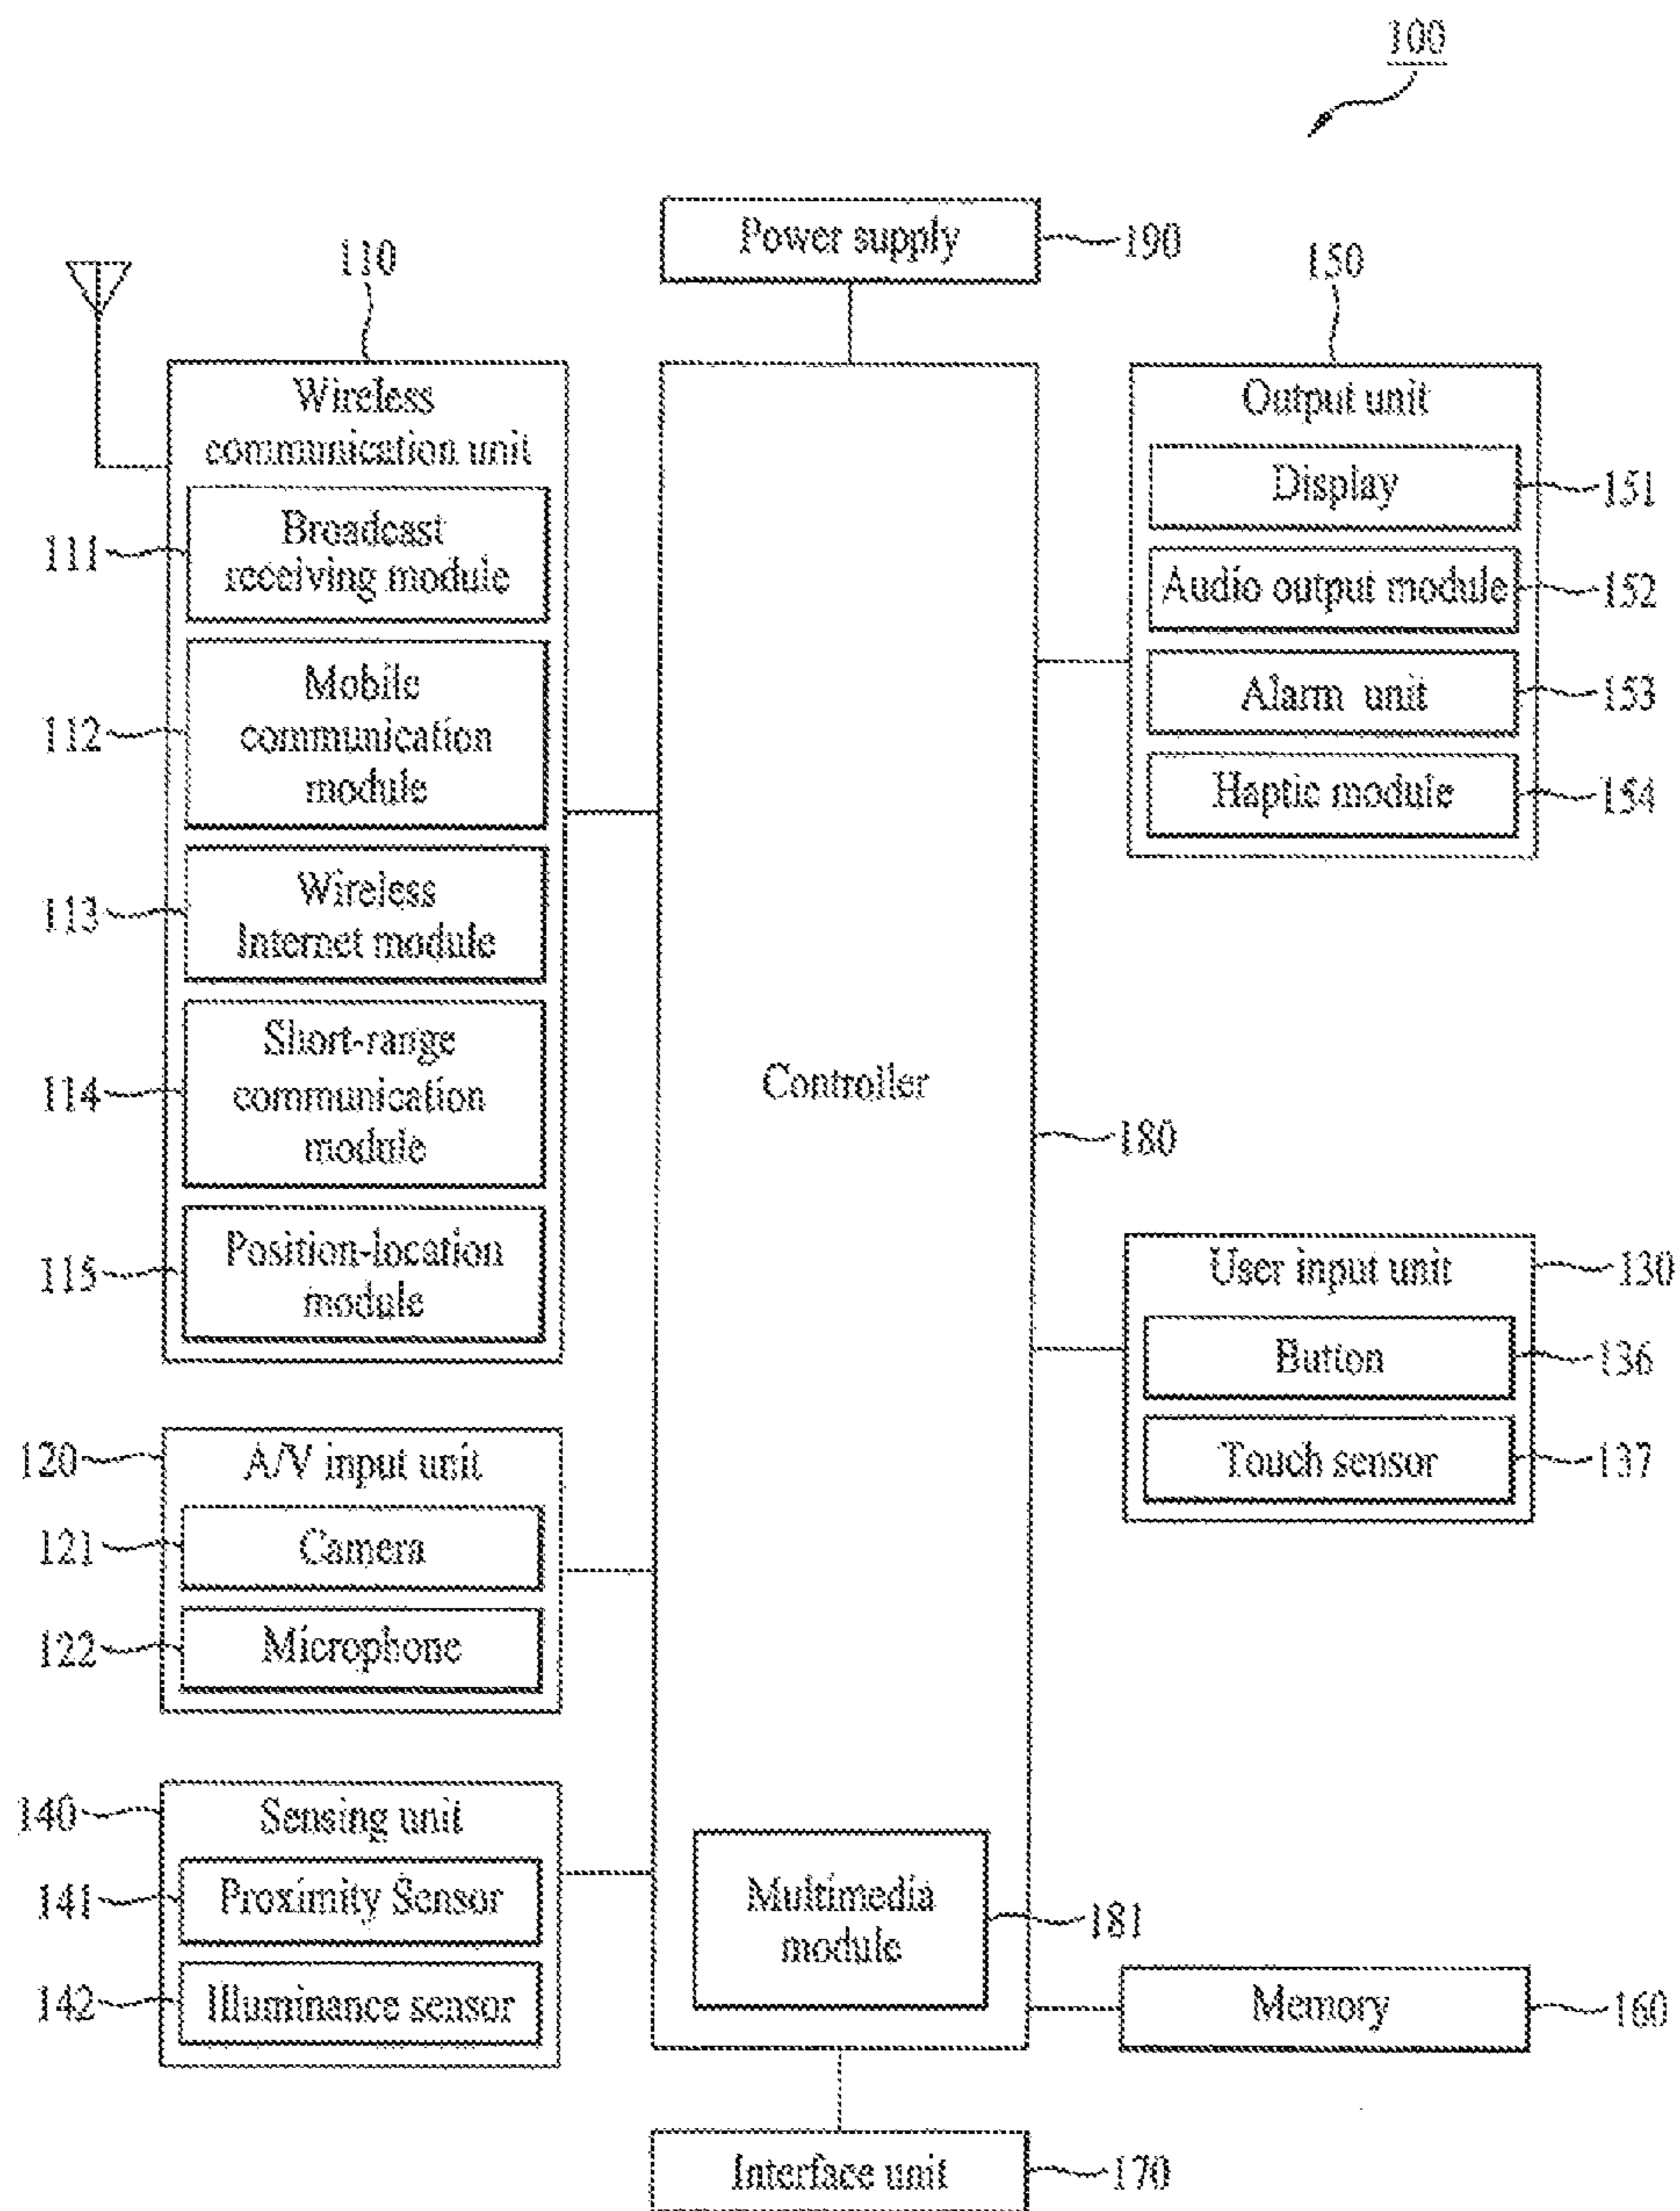 100
Power supply
190
110
Wireless
communication unit
111
Broadcast
receiving module
112
Mobile
communication
module
113
Wireless
Internet module
114
Short-range
communication
module
115
Position-location
module
120
A/V input unit
121
Camera
122
Microphone
140
Sensing unit
141
Proximity Sensor
142
Illuminance sensor
Controller
180
Multimedia
module
181
150
Output unit
Display
151
Audio output module
152
Alarm unit
153
Haptic module
154
User input unit
130
Button
136
Touch sensor
137
Memory
160
Interface unit
170